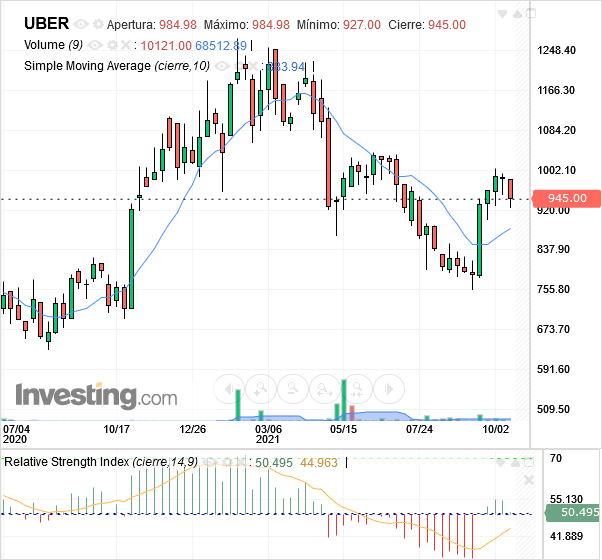 UBER Apertura: 984.98 Máximo: 984.98 Mínimo: 927.00 Cierre: 945.00
Volume (9) : 10121.00 68512.89
Simple Moving Average (cierre,10) : 883.94
1248.40
1166.30
1084.20
1002.10
945.00
920.00
837.90
755.80
673.70
591.60
509.50
Investing.com
07/04 10/17 12/26 03/06 05/15 07/24 10/02
2020 2021
Relative Strength Index (cierre,14,9) : 50.495 44.963
70
55.130
50.495
41.889